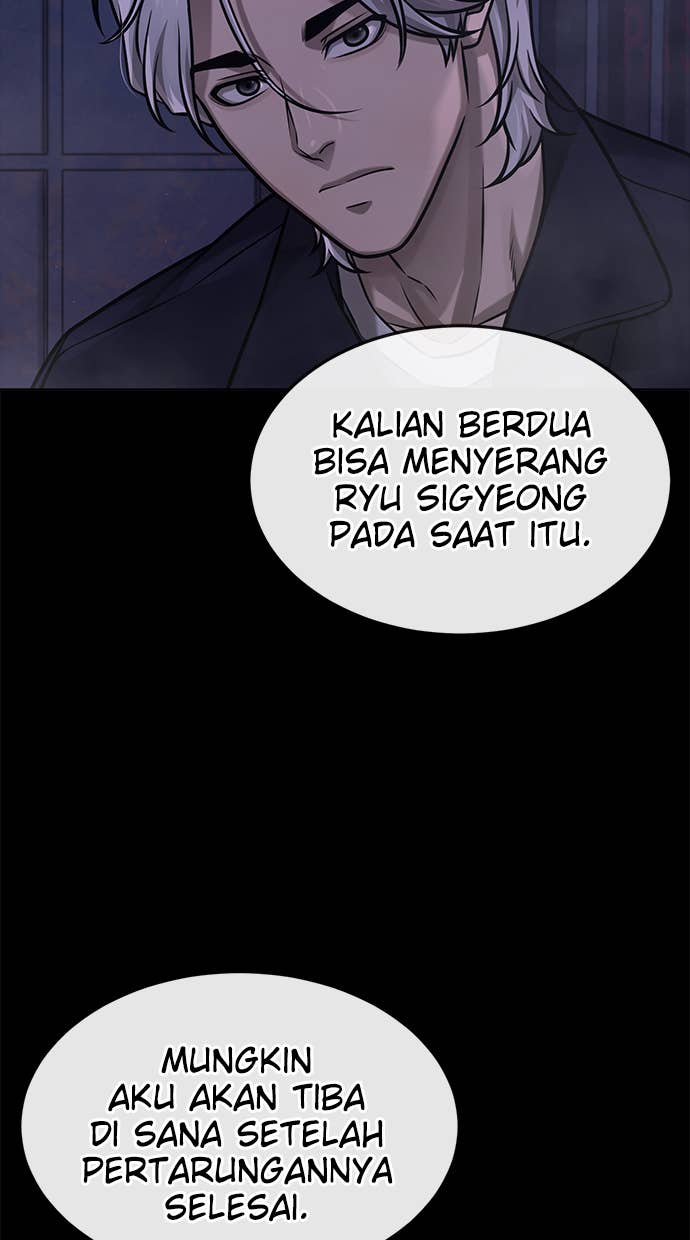 KALIAN BERDUA
BISA MENYERANG
RYU SIGYEONG
PADA SAAT ITU.
MUNGKIN
AKU AKAN TIBA
DI SANA SETELAH
PERTARUNGANNYA
SELESAI.